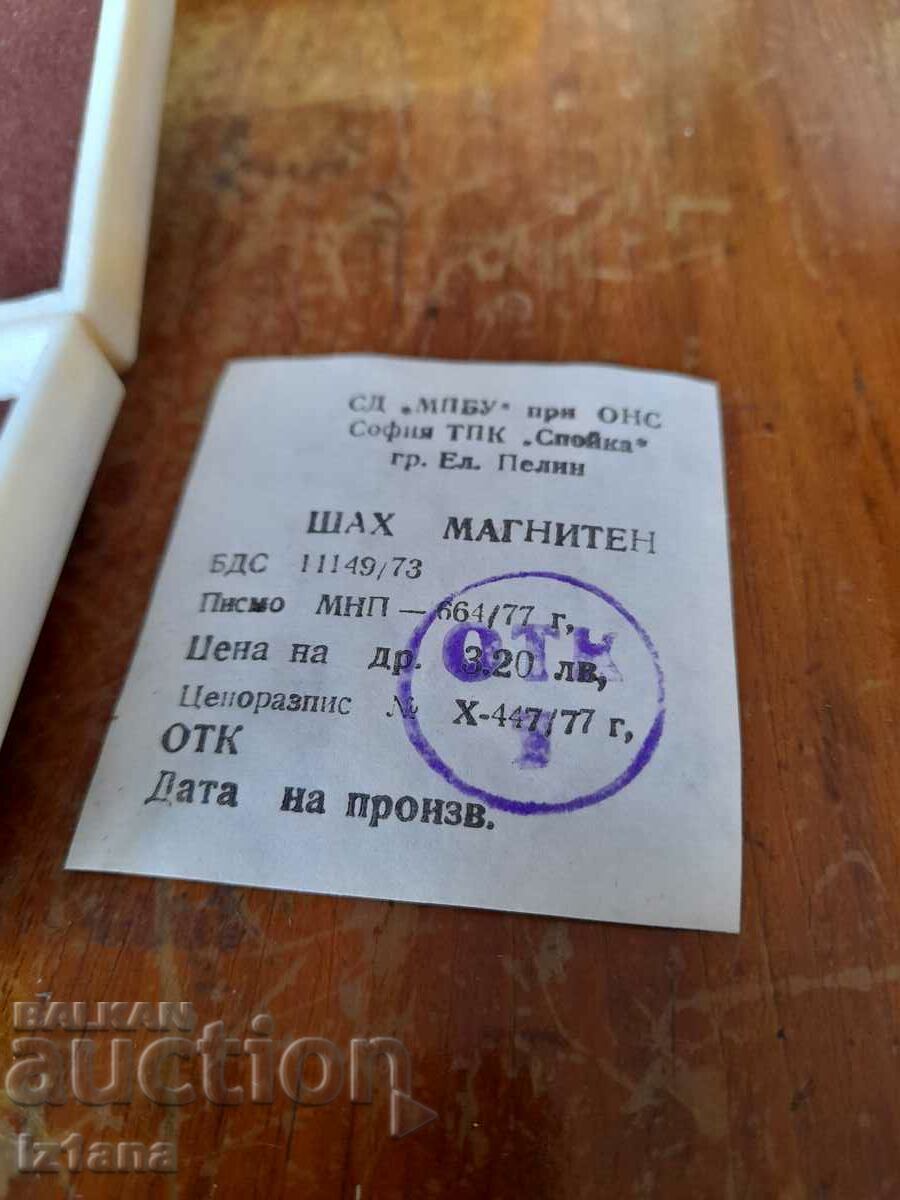 СД „МПБУ“ при ОНС
София ТПК „Спойка“
гр. Ел. Пелин
ШАХ МАГНИТЕН
БДС 11149/73
Писмо МНП — 664/77 г,
Цена на др. 3.20 лв,
Ценоразпис № X-447/77 г,
ОТК
Дата на произв.
ОТК
BALKAN
auction
iz1ana